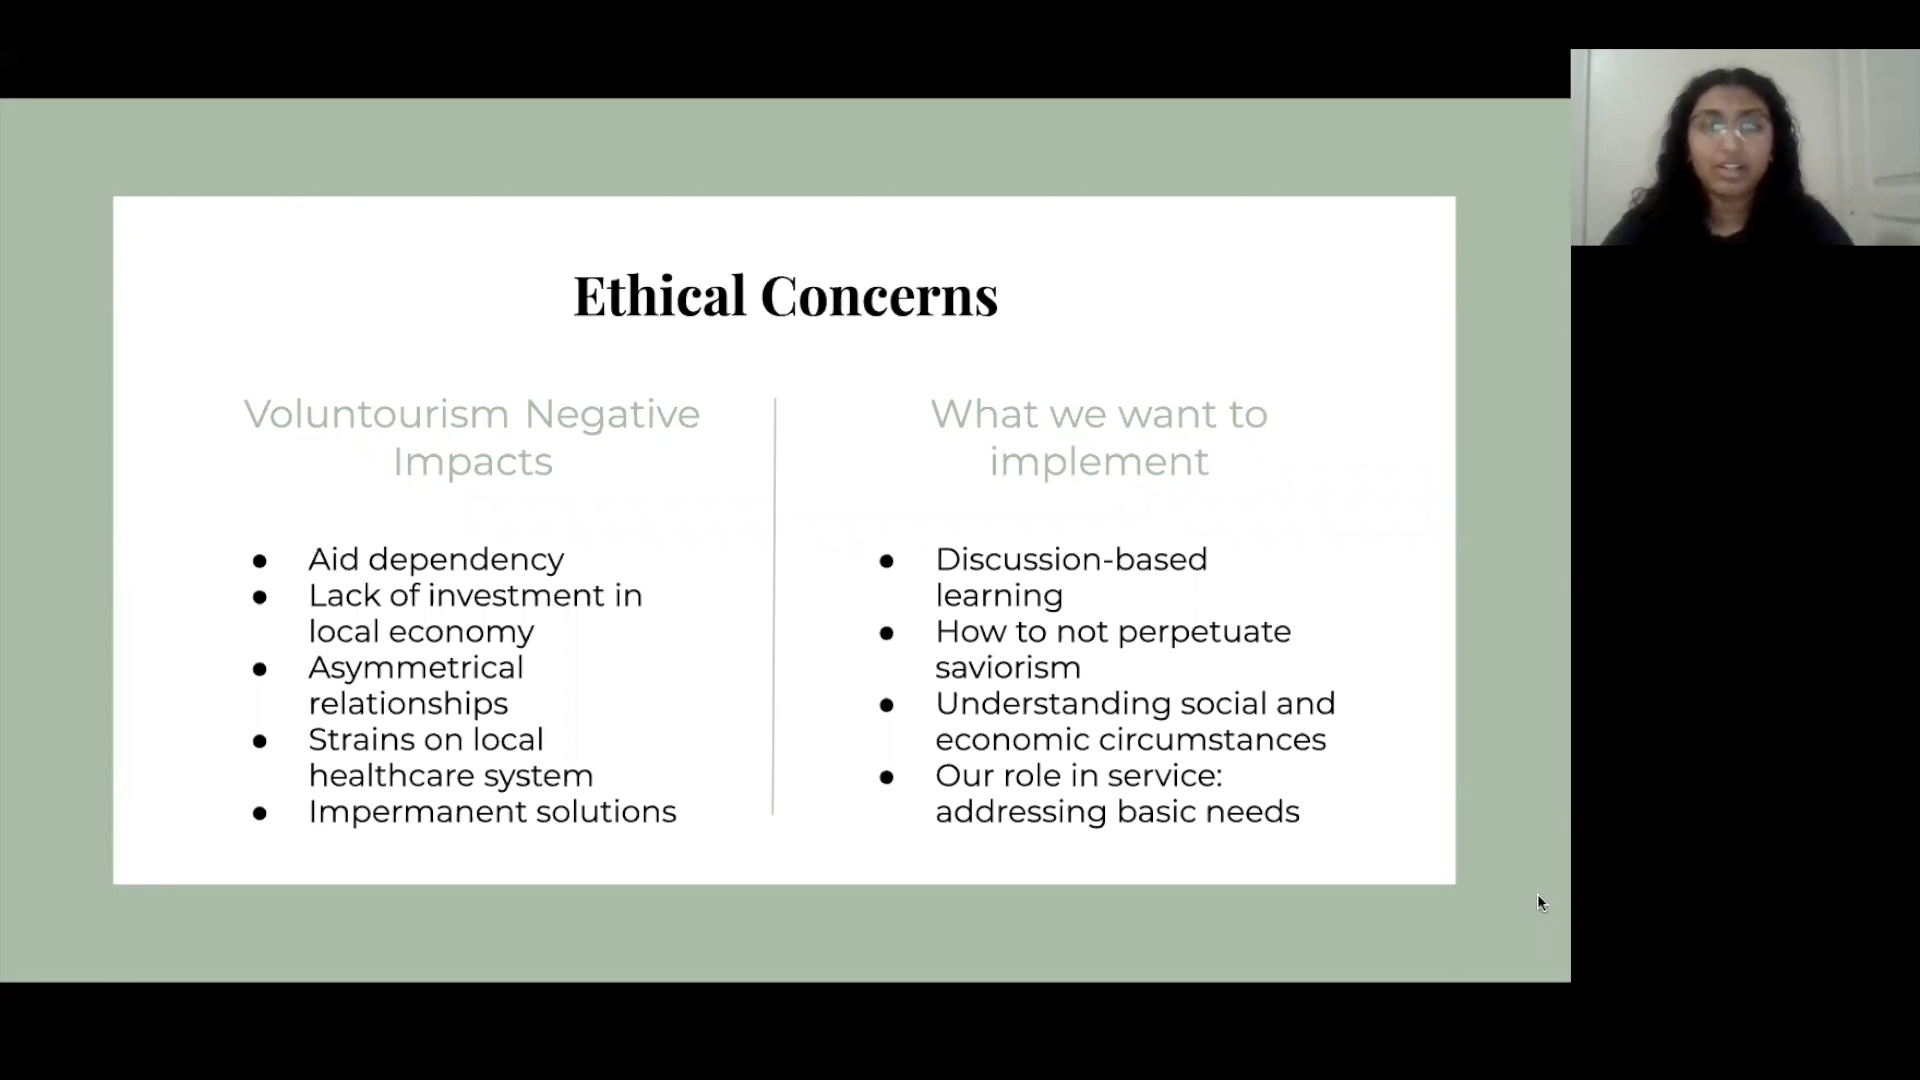 Ethical Concerns
Voluntourism Negative
Impacts
● Aid dependency
● Lack of investment in
local economy
● Asymmetrical
relationships
● Strains on local
healthcare system
● Impermanent solutions
What we want to
implement
● Discussion-based
learning
● How to not perpetuate
saviorism
● Understanding social and
economic circumstances
● Our role in service:
addressing basic needs